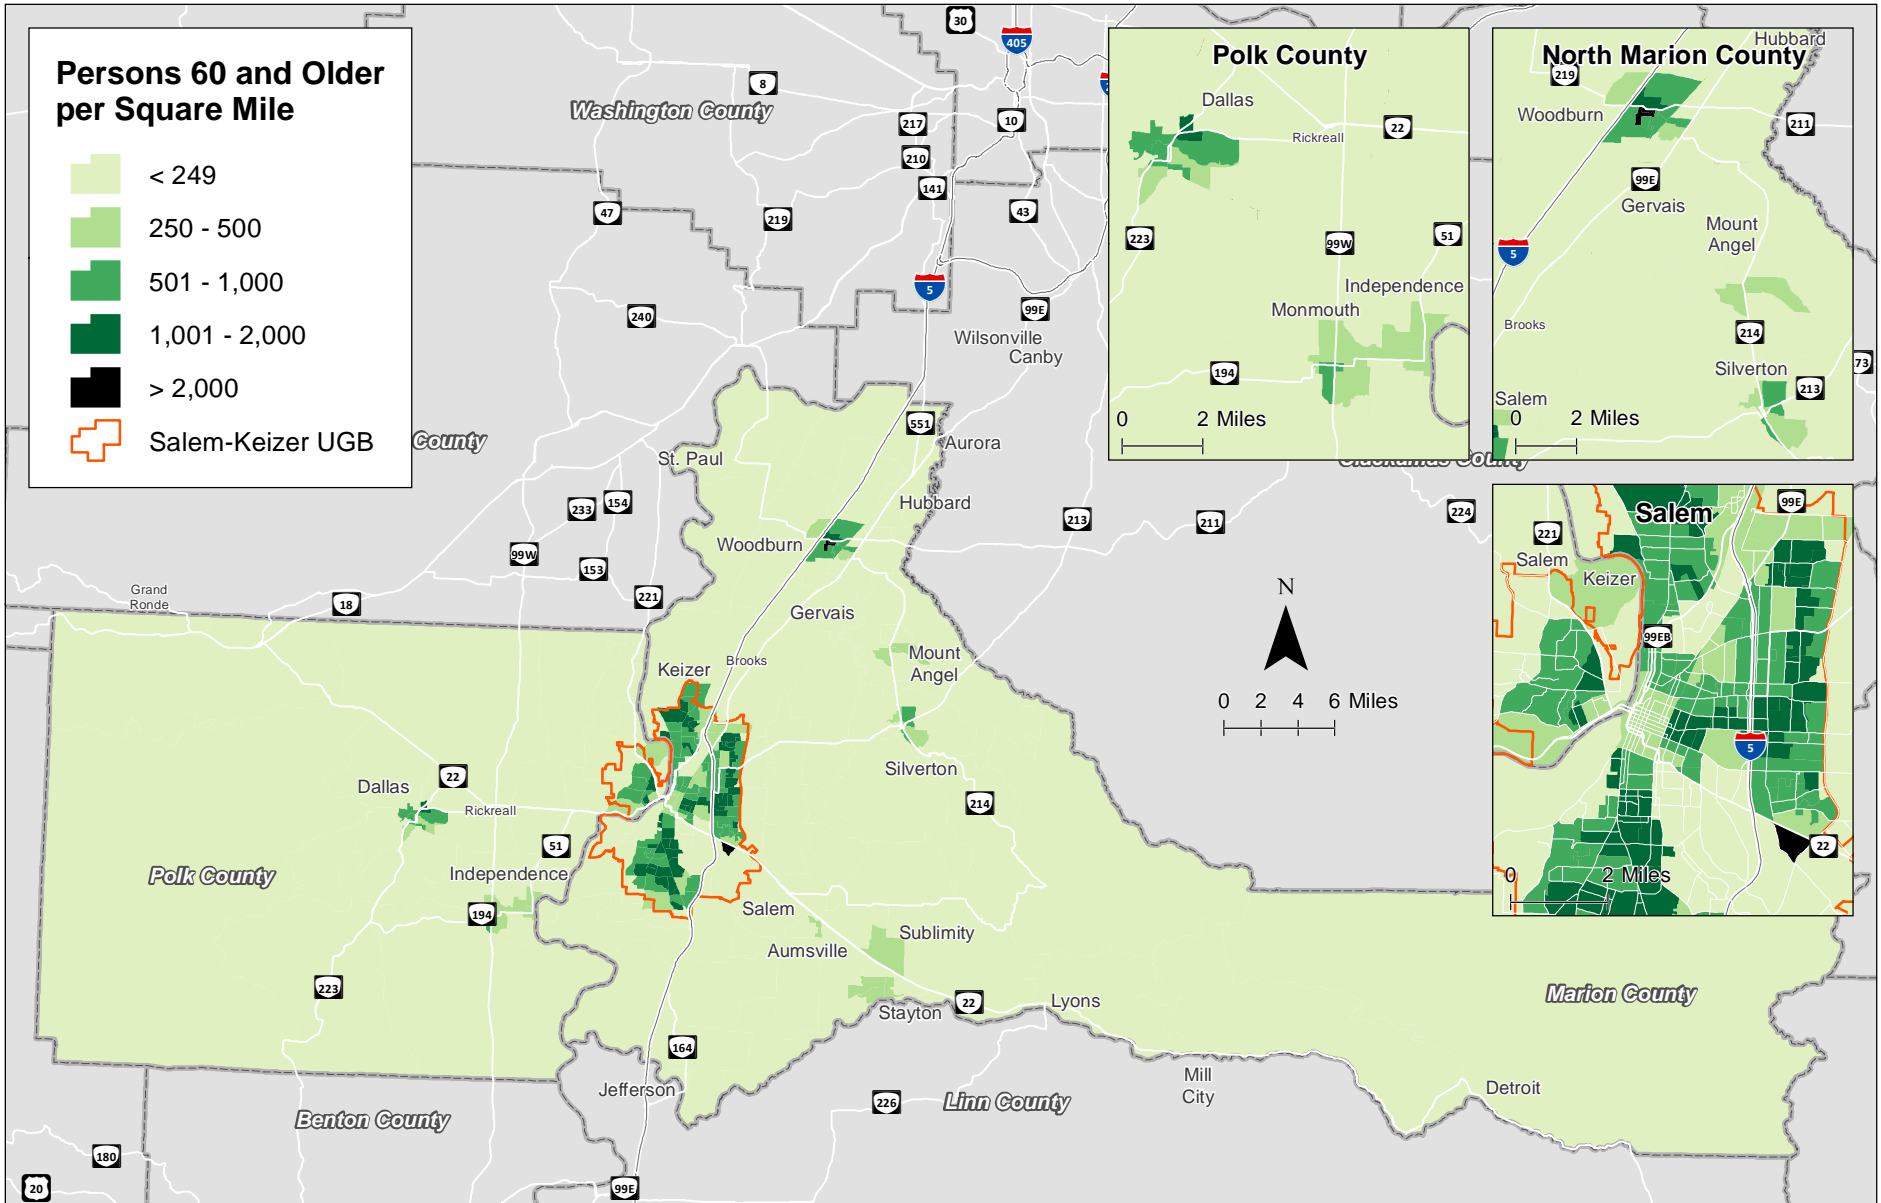 Persons 60 and Older
per Square Mile
< 249
250 - 500
501 - 1,000
1,001 - 2,000
> 2,000
Salem-Keizer UGB
County
Washington County
30
405
8
217
10
210
141
47
219
43
5
240
99E
Wilsonville
Canby
551
Aurora
St. Paul
Hubbard
233
154
99W
153
221
213
211
224
73
Woodburn
Grand
Ronde
18
Gervais
Keizer
Brooks
Mount
Angel
Silverton
214
Dallas
22
Rickreall
51
Polk County
Independence
194
223
Salem
Aumsville
Sublimity
Stayton
22
Lyons
Marion County
164
Jefferson
Mill
City
Detroit
226
Linn County
Benton County
180
20
99E
N
0 2 4 6 Miles
Polk County
Dallas
Rickreall
22
223
99W
51
Independence
Monmouth
194
0 2 Miles
North Marion County
Hubbard
219
Woodburn
211
99E
Gervais
Mount
Angel
5
Brooks
214
Silverton
213
Salem
0 2 Miles
County
Salem
99E
221
Salem
Keizer
99EB
5
22
0 2 Miles